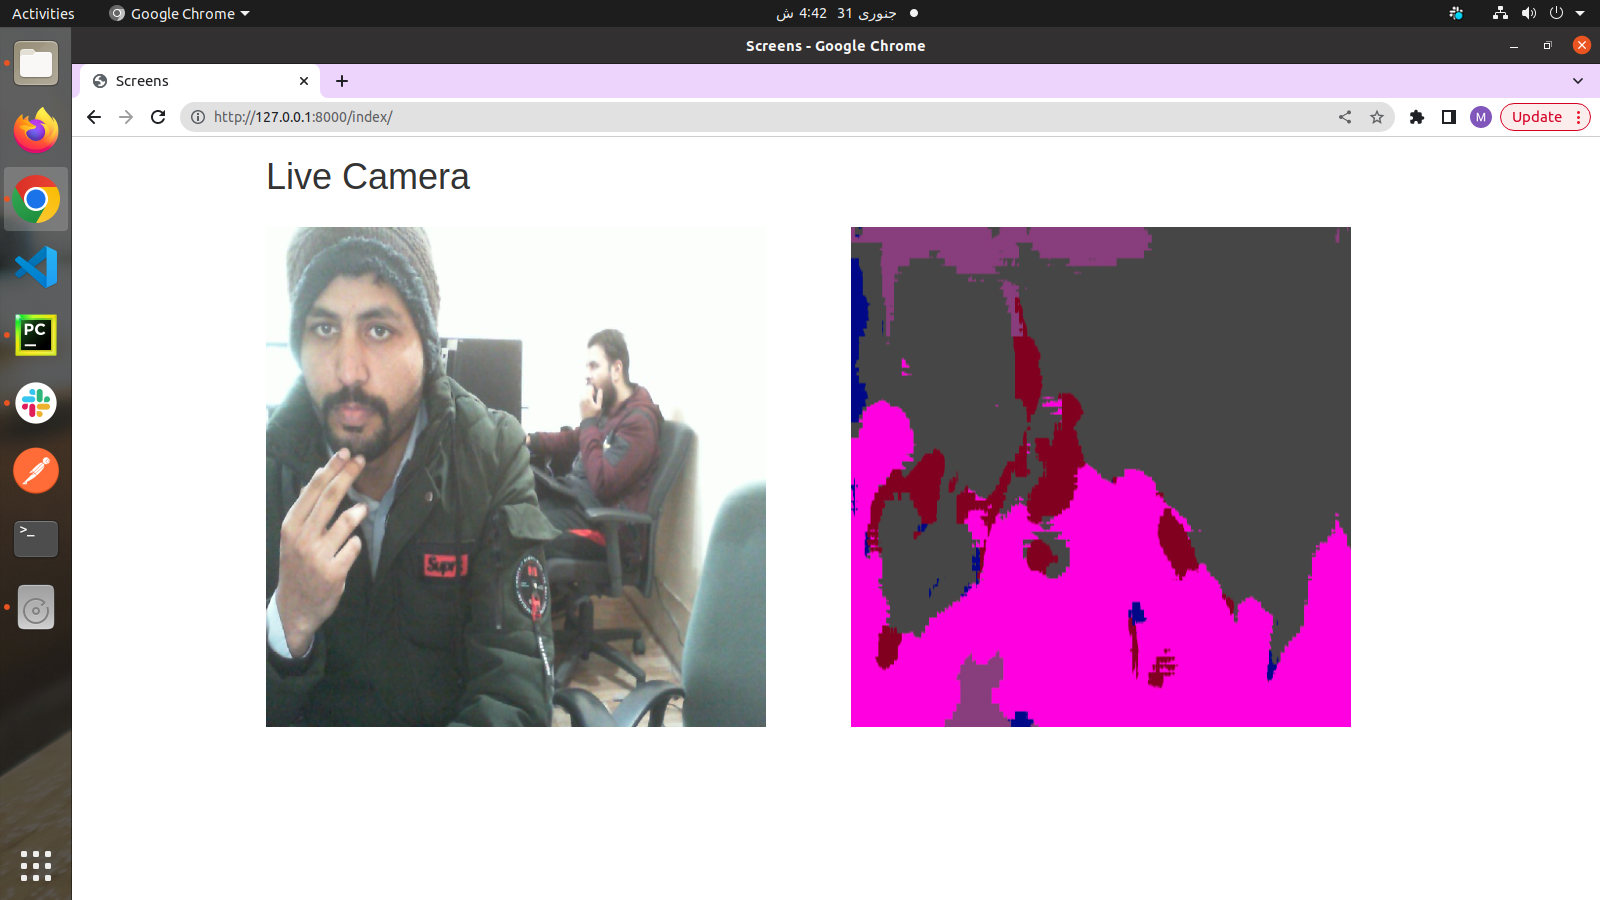 Activities
Google Chrome
ش 4:42 31 جنوری
Screens - Google Chrome
Screens
http://127.0.0.1:8000/index/
M
Update
Live Camera
PC
>_
Supr